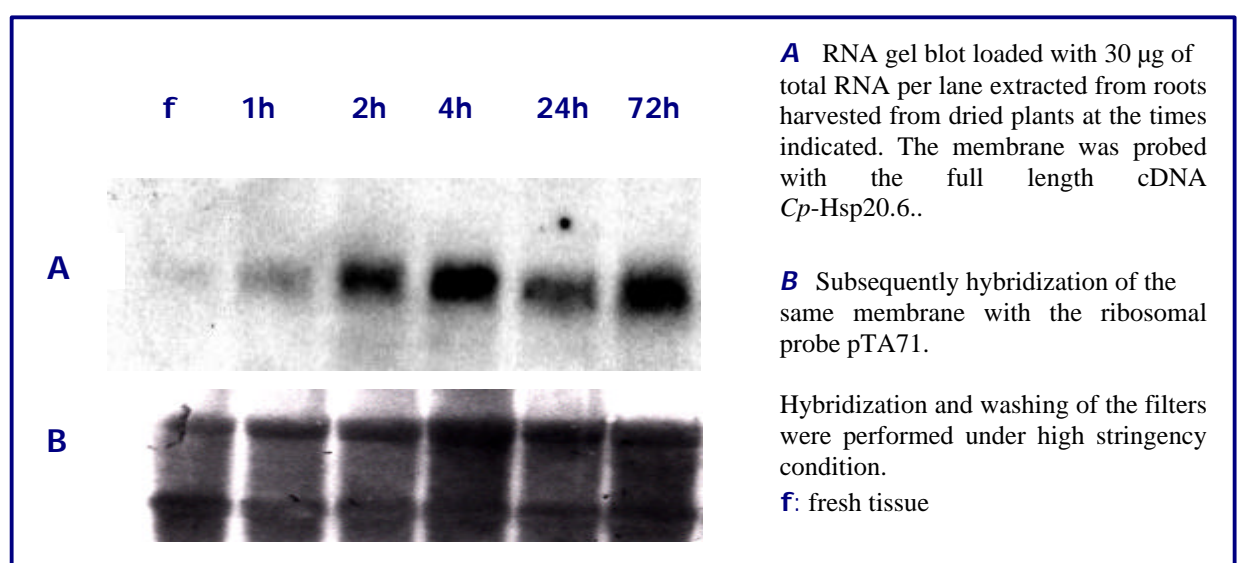 f 1h 2h 4h 24h 72h
A
B
A RNA gel blot loaded with 30 µg of
total RNA per lane extracted from roots
harvested from dried plants at the times
indicated. The membrane was probed
with the full length cDNA
Cp-Hsp20.6..
B Subsequently hybridization of the
same membrane with the ribosomal
probe pTA71.
Hybridization and washing of the filters
were performed under high stringency
condition.
f: fresh tissue